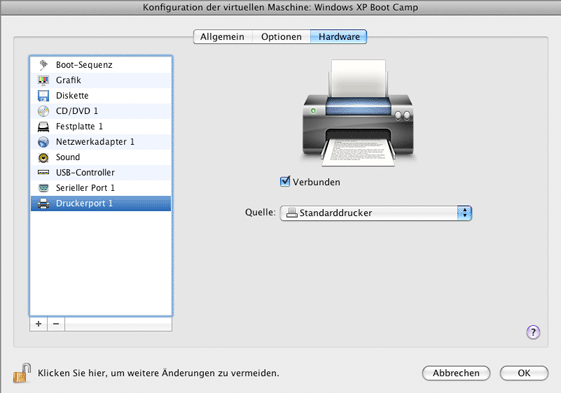 Konfiguration der virtuellen Maschine: Windows XP Boot Camp
Allgemein Optionen Hardware
Boot-Sequenz
Grafik
Diskette
CD/DVD 1
Festplatte 1
Netzwerkadapter 1
Sound
USB-Controller
Serieller Port 1
Druckerport 1
Verbunden
Quelle: Standarddrucker
+ −
?
Klicken Sie hier, um weitere Änderungen zu vermeiden.
Abbrechen OK